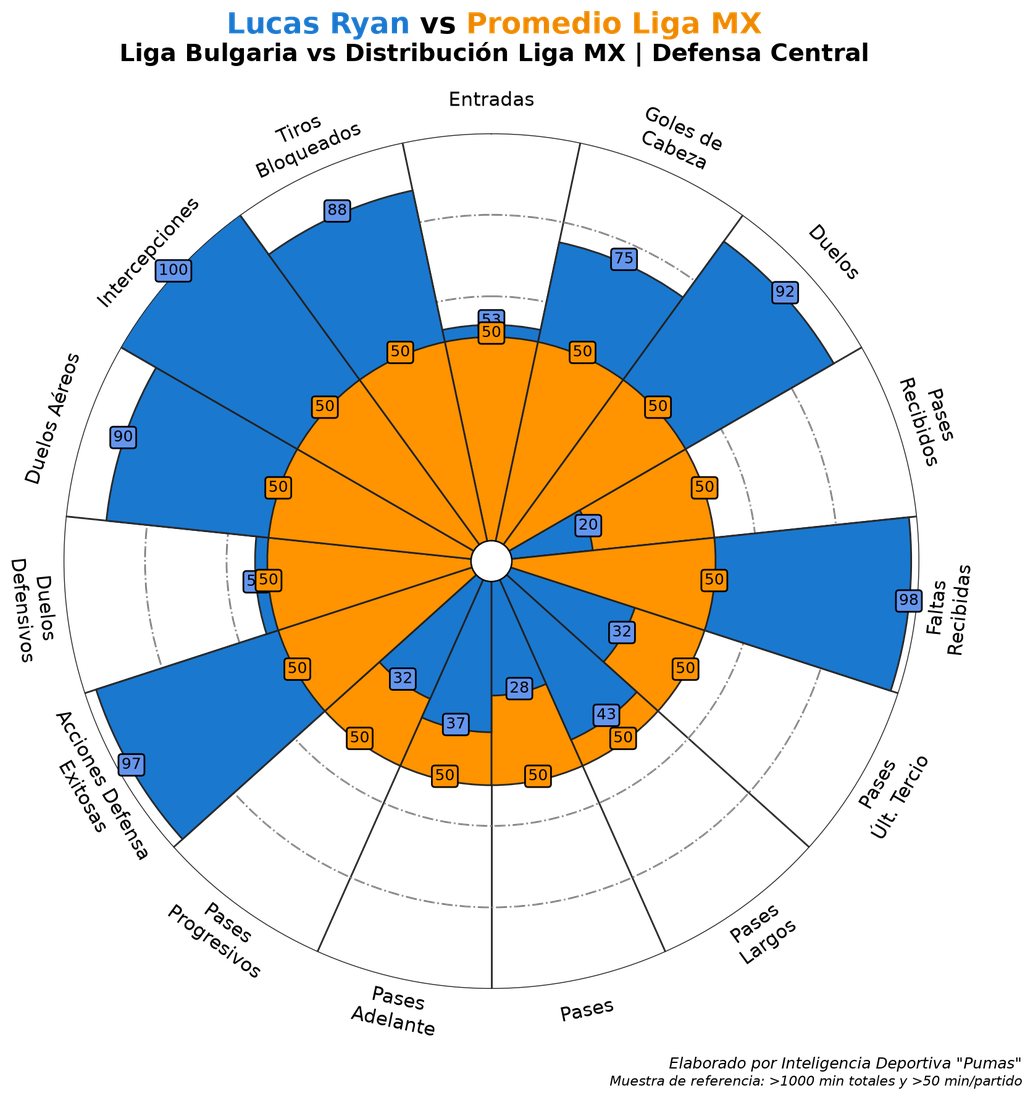 Lucas Ryan vs Promedio Liga MX
Liga Bulgaria vs Distribución Liga MX | Defensa Central
Entradas
Goles de
Cabeza
Duelos
Pases
Recibidos
Faltas
Recibidas
Pases
Últ. Tercio
Pases
Largos
Pases
Pases
Adelante
Pases
Progresivos
Acciones Defensa
Exitosas
Duelos
Defensivos
Duelos Aéreos
Intercepciones
Tiros
Bloqueados
53
50
75
50
92
50
20
50
98
50
32
50
43
50
28
50
37
50
32
50
97
50
50
90
50
100
50
88
50
Elaborado por Inteligencia Deportiva "Pumas"
Muestra de referencia: >1000 min totales y >50 min/partido